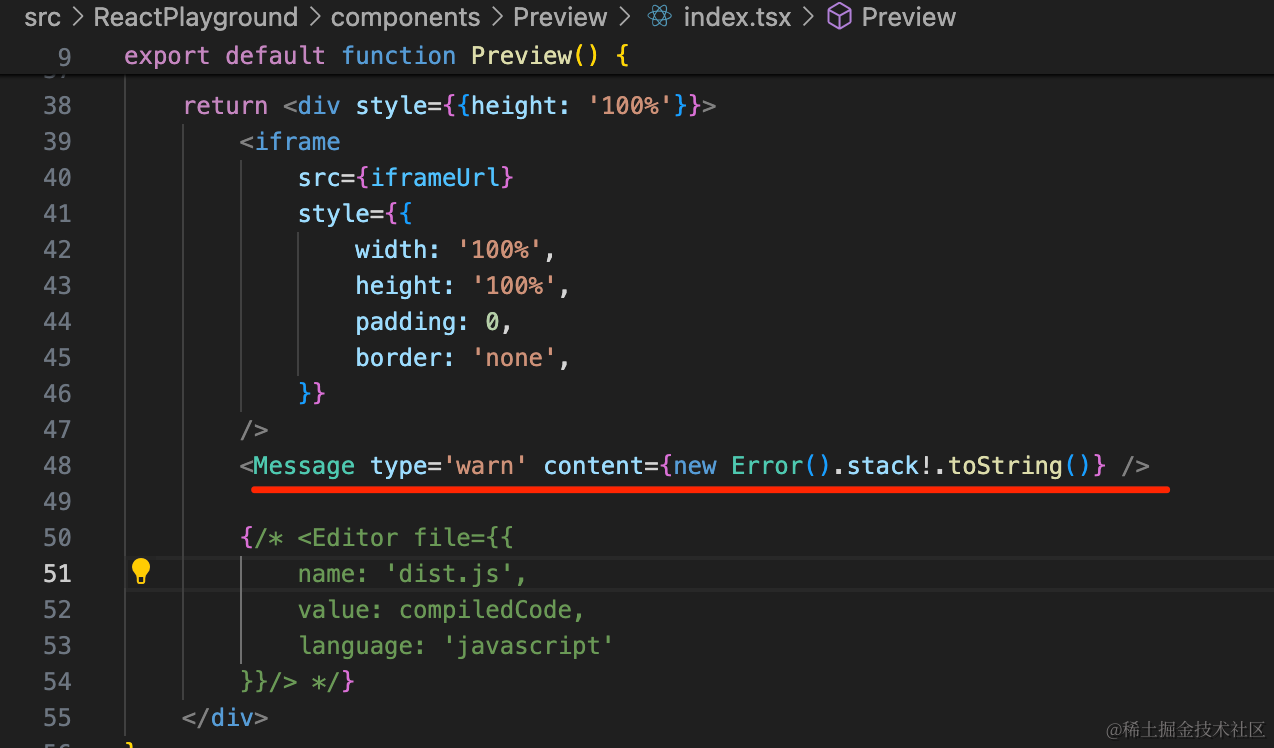 src > ReactPlayground > components > Preview > index.tsx > Preview
9 export default function Preview() {
38 return <div style={{height: '100%'}}>
39 <iframe
40 src={iframeUrl}
41 style={{
42 width: '100%',
43 height: '100%',
44 padding: 0,
45 border: 'none',
46 }}
47 />
48 <Message type='warn' content={new Error().stack!.toString()} />
49
50 {/* <Editor file={{
51 name: 'dist.js',
52 value: compiledCode,
53 language: 'javascript'
54 }}/> */}
55 </div>
@稀土掘金技术社区